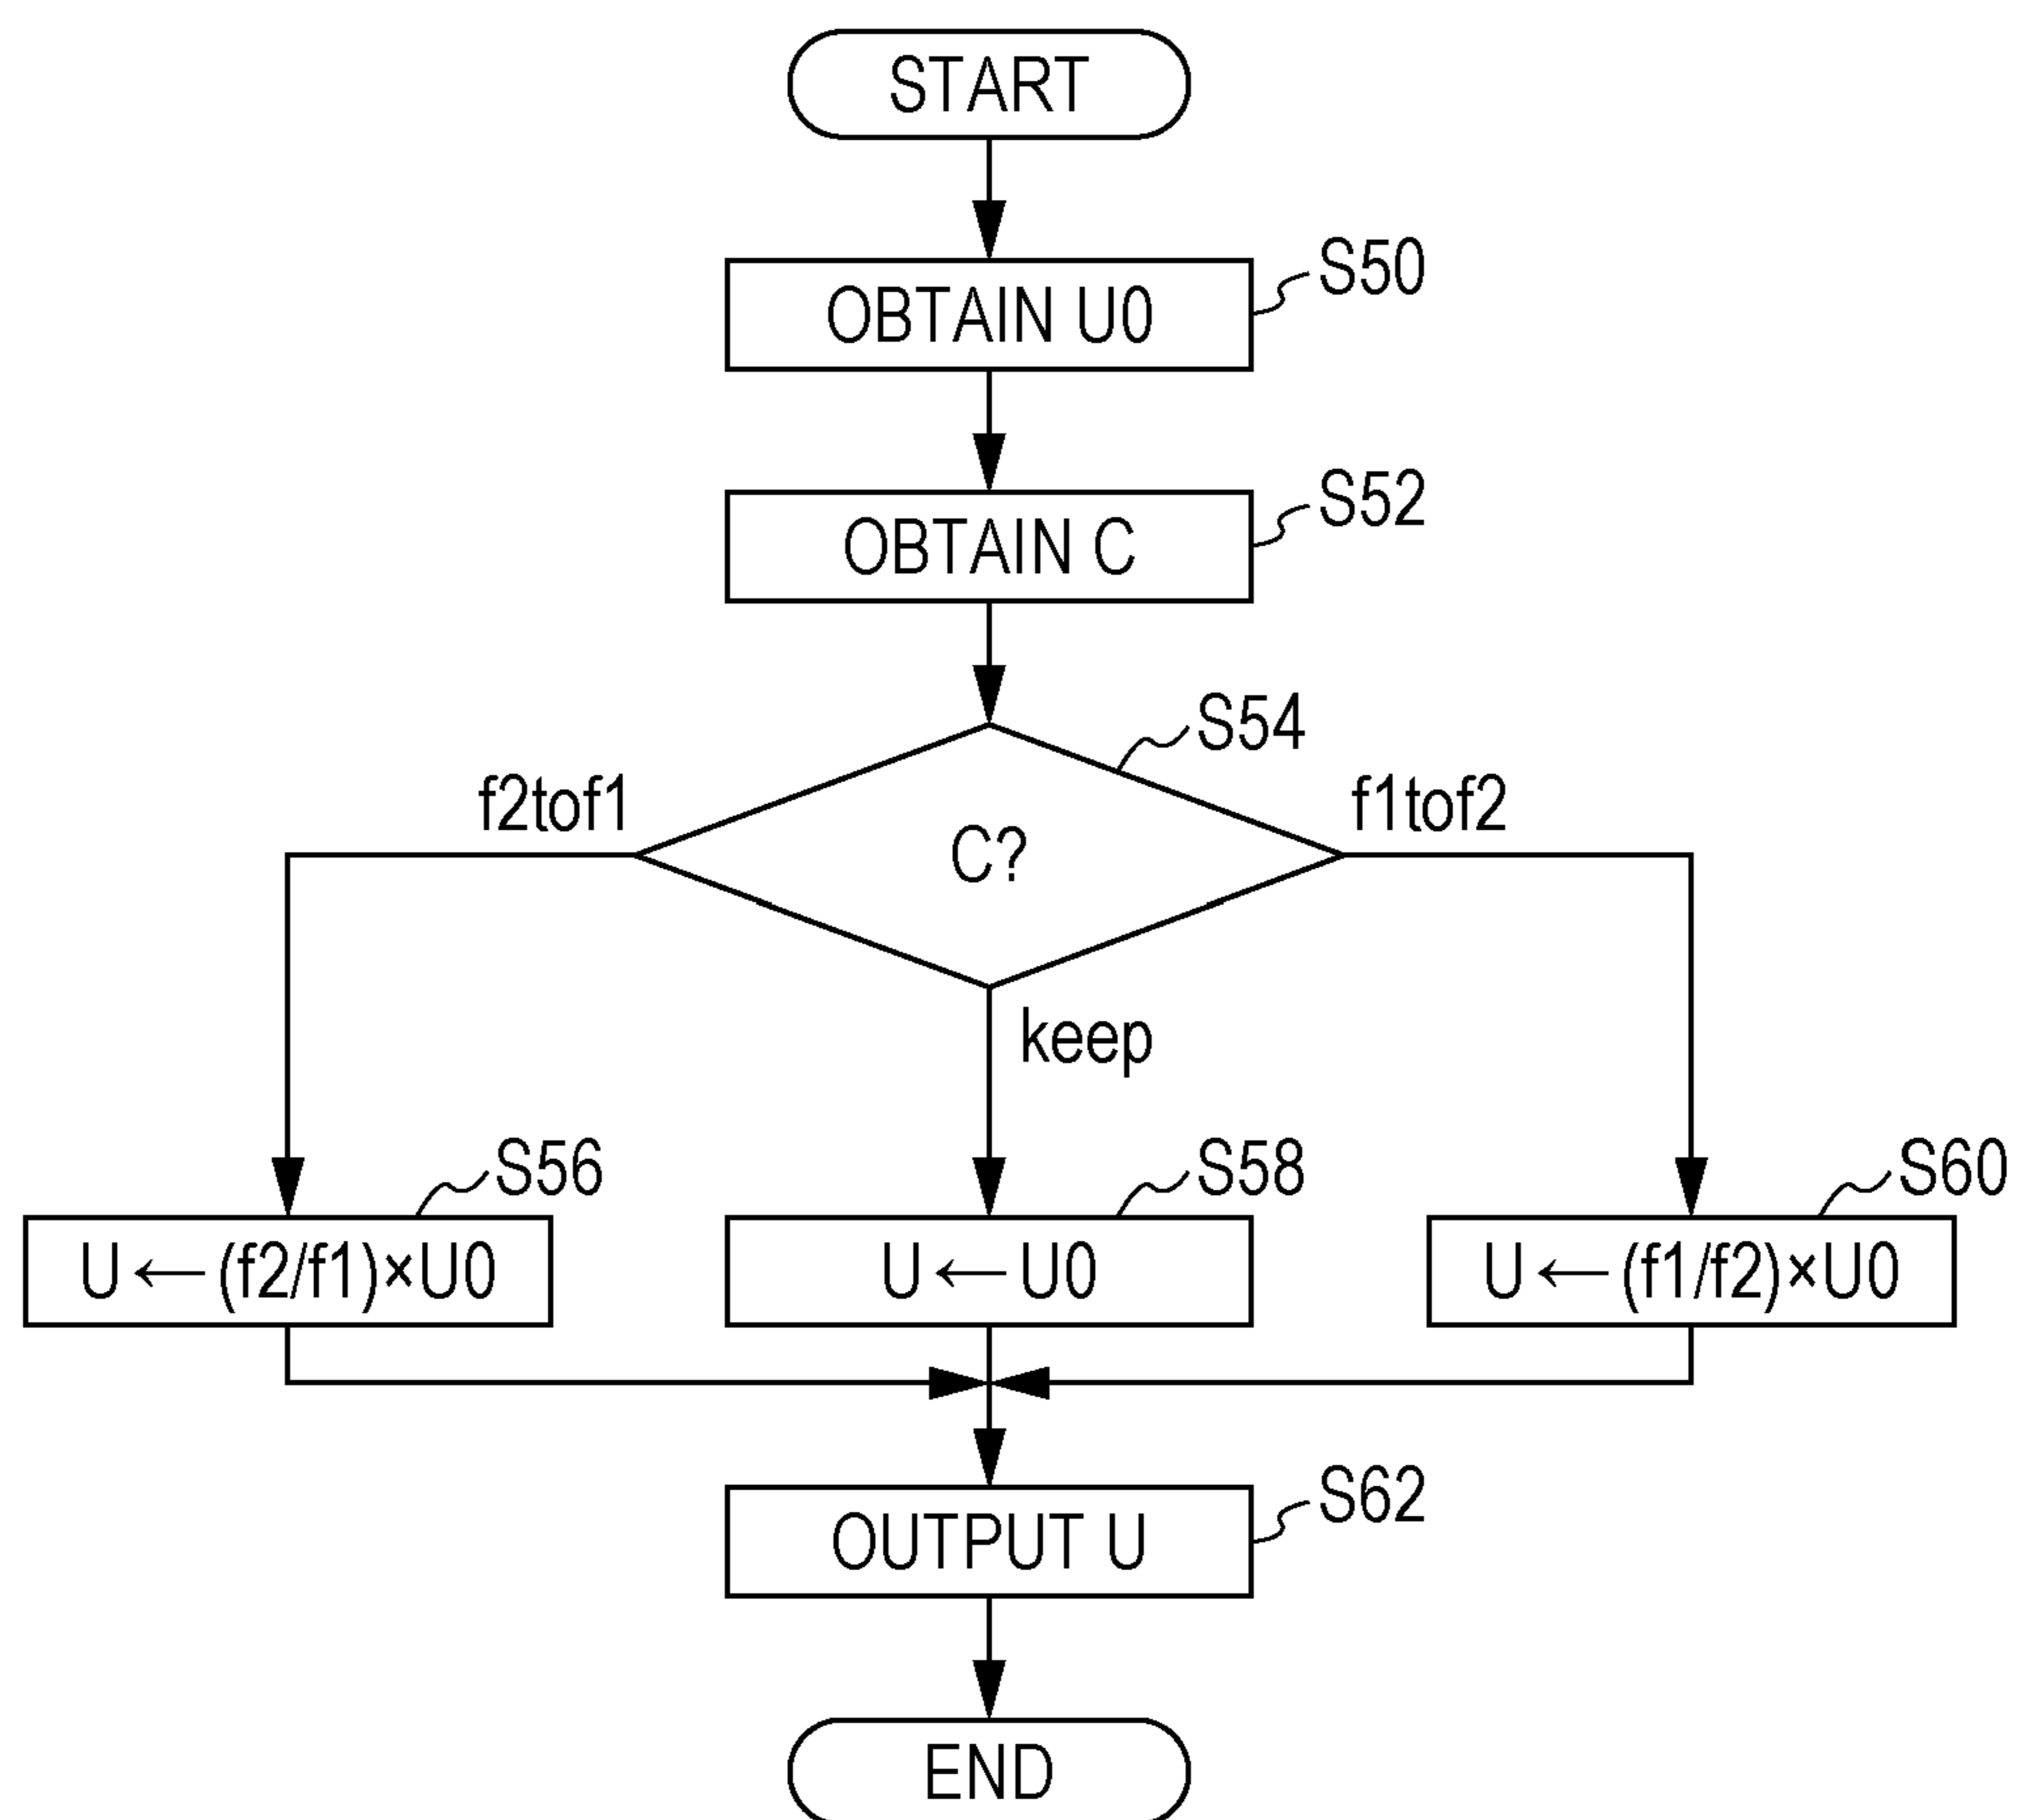 START
OBTAIN U0
S50
OBTAIN C
S52
S54
f2tof1
C?
f1tof2
keep
S56
S58
S60
U ← (f2/f1)×U0
U ← U0
U ← (f1/f2)×U0
OUTPUT U
S62
END